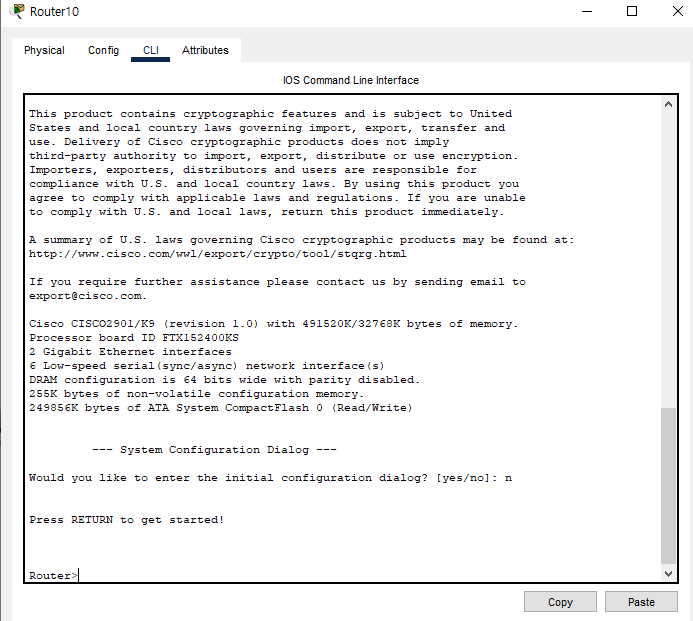 Router10
Physical Config CLI Attributes
IOS Command Line Interface
This product contains cryptographic features and is subject to United
States and local country laws governing import, export, transfer and
use. Delivery of Cisco cryptographic products does not imply
third-party authority to import, export, distribute or use encryption.
Importers, exporters, distributors and users are responsible for
compliance with U.S. and local country laws. By using this product you
agree to comply with applicable laws and regulations. If you are unable
to comply with U.S. and local laws, return this product immediately.
A summary of U.S. laws governing Cisco cryptographic products may be found at:
http://www.cisco.com/wwl/export/crypto/tool/stqrg.html
If you require further assistance please contact us by sending email to
export@cisco.com.
Cisco CISCO2901/K9 (revision 1.0) with 491520K/32768K bytes of memory.
Processor board ID FTX152400KS
2 Gigabit Ethernet interfaces
6 Low-speed serial(sync/async) network interface(s)
DRAM configuration is 64 bits wide with parity disabled.
255K bytes of non-volatile configuration memory.
249856K bytes of ATA System CompactFlash 0 (Read/Write)
--- System Configuration Dialog ---
Would you like to enter the initial configuration dialog? [yes/no]: n
Press RETURN to get started!
Router>
Copy Paste